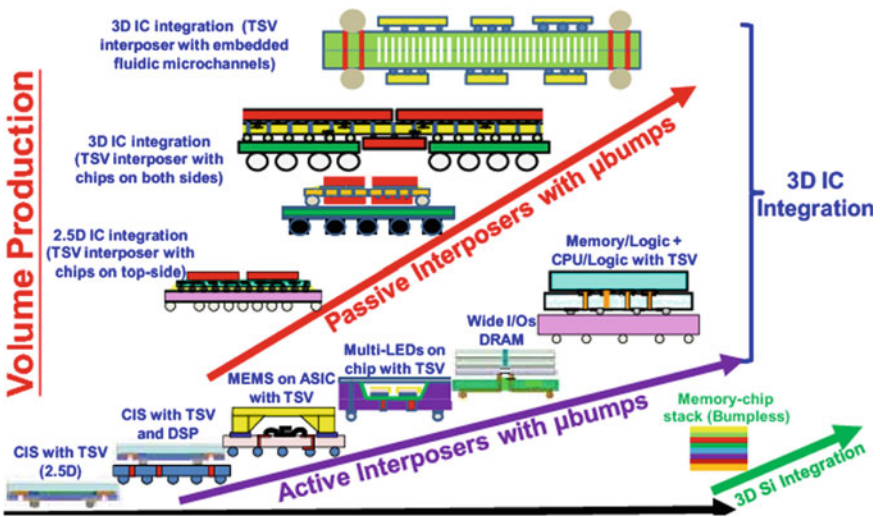 3D IC integration (TSV
interposer with embedded
fluidic microchannels)
3D IC integration
(TSV interposer with
chips on both sides)
2.5D IC integration
(TSV interposer with
chips on top-side)
Volume Production
Passive Interposers with µbumps
3D IC
Integration
Memory/Logic +
CPU/Logic with TSV
Wide I/Os
DRAM
Multi-LEDs on
chip with TSV
MEMS on ASIC
with TSV
CIS with TSV
and DSP
CIS with TSV
(2.5D)
Active Interposers with µbumps
Memory-chip
stack (Bumpless)
3D Si Integration